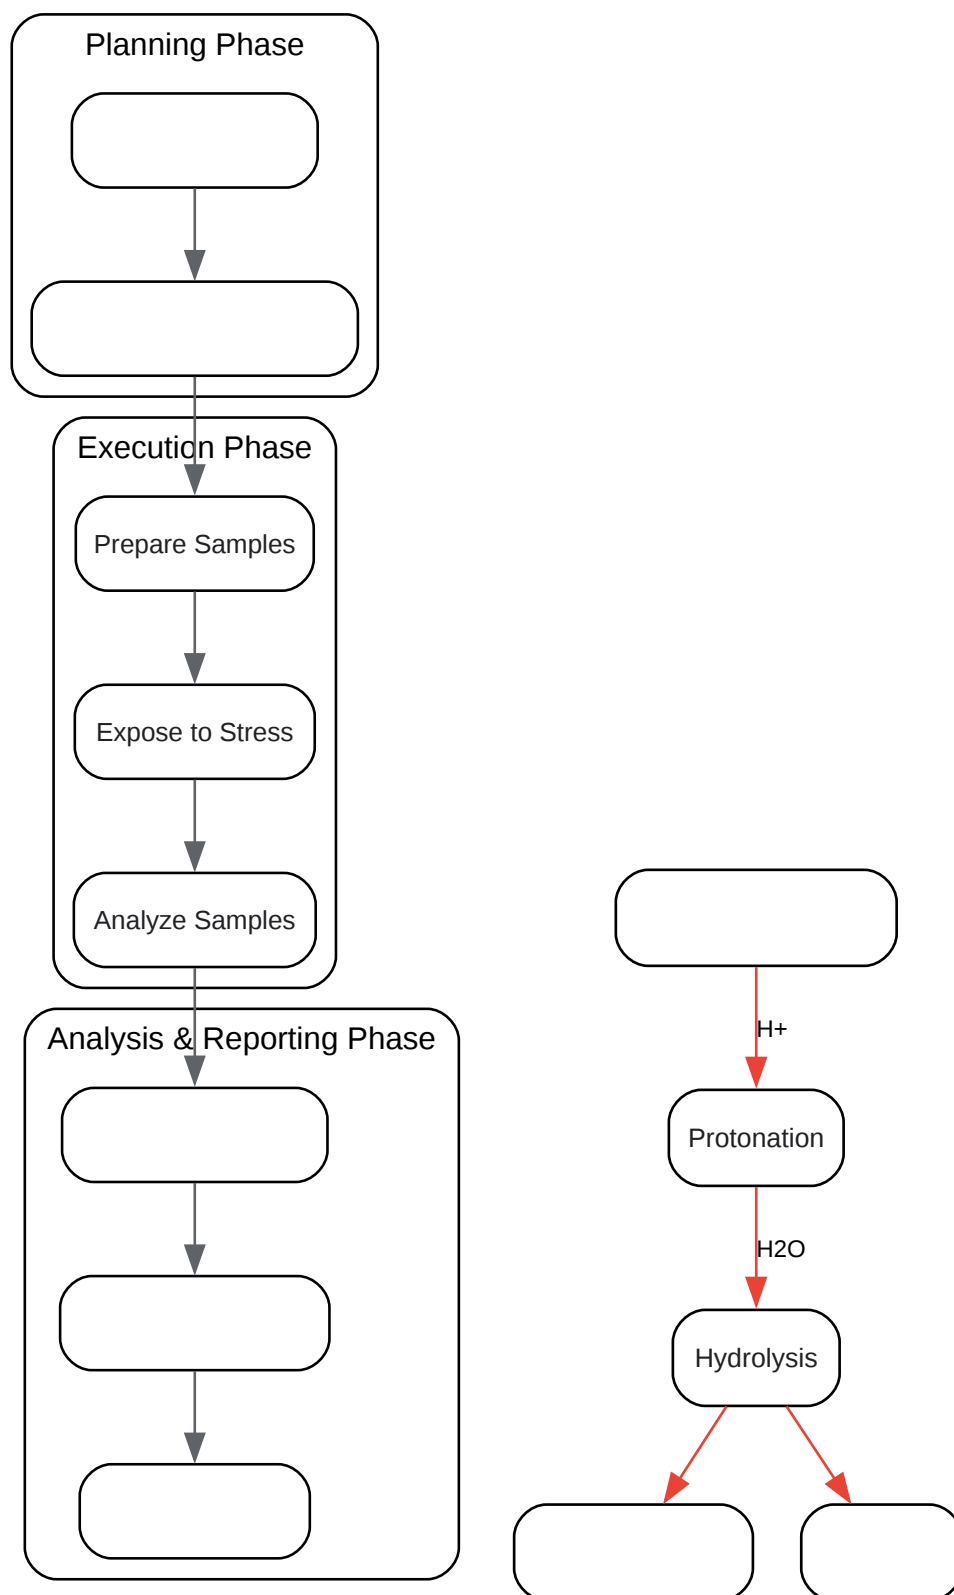 Planning Phase
Execution Phase
Prepare Samples
Expose to Stress
Analyze Samples
Analysis & Reporting Phase
H+
Protonation
H2O
Hydrolysis